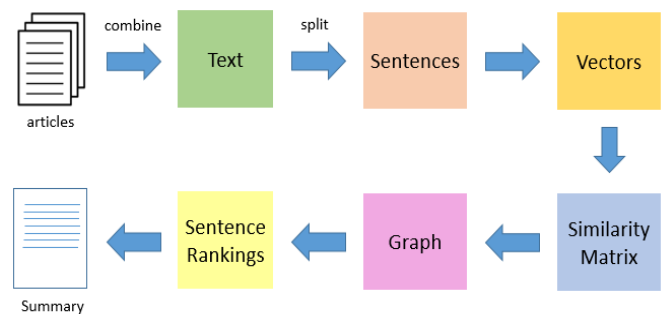 combine
split
Text
Sentences
Vectors
articles
Similarity
Matrix
Graph
Sentence
Rankings
Summary